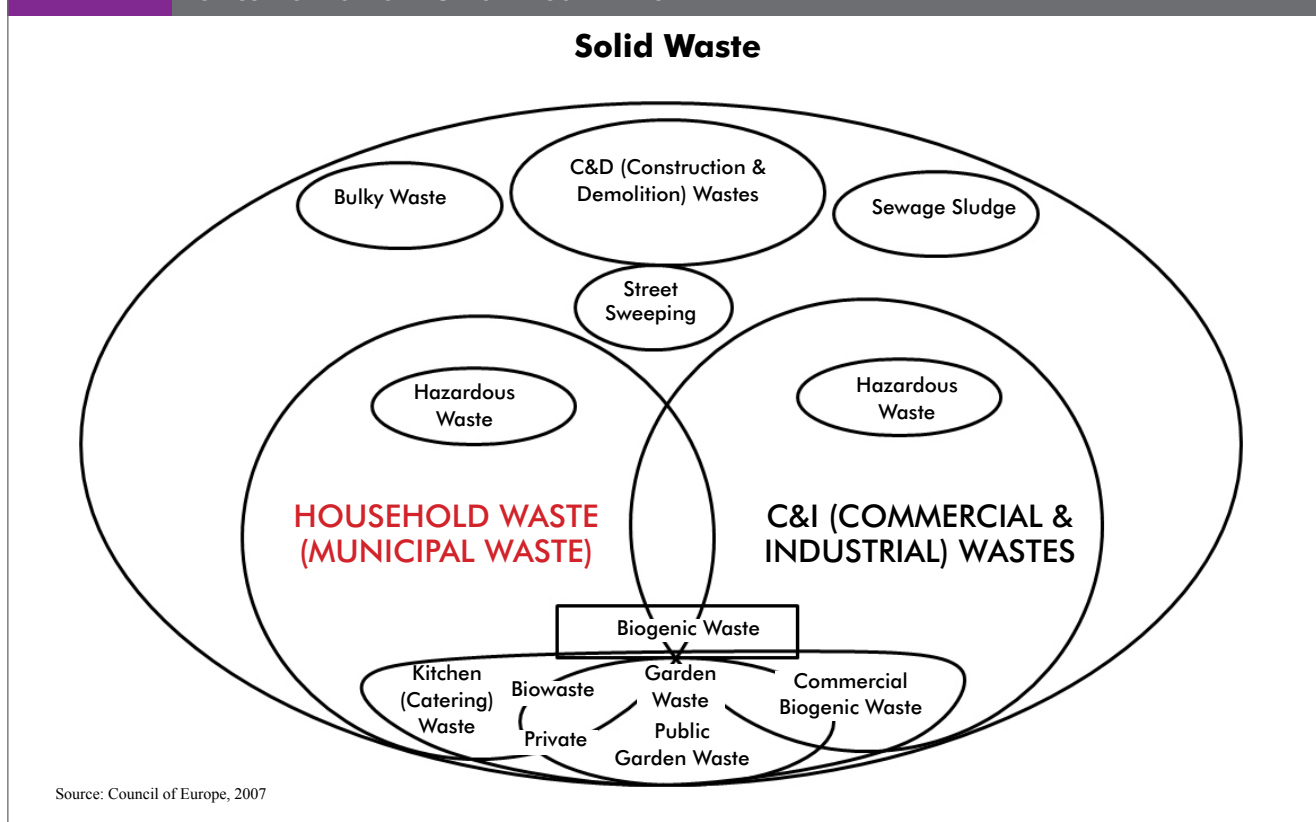 Solid Waste
Bulky Waste
C&D (Construction &
Demolition) Wastes
Sewage Sludge
Street
Sweeping
Hazardous
Waste
Hazardous
Waste
HOUSEHOLD WASTE
(MUNICIPAL WASTE)
C&I (COMMERCIAL &
INDUSTRIAL) WASTES
Biogenic Waste
Kitchen
(Catering)
Waste
Biowaste
Private
Garden
Waste
Public
Garden Waste
Commercial
Biogenic Waste
Source: Council of Europe, 2007